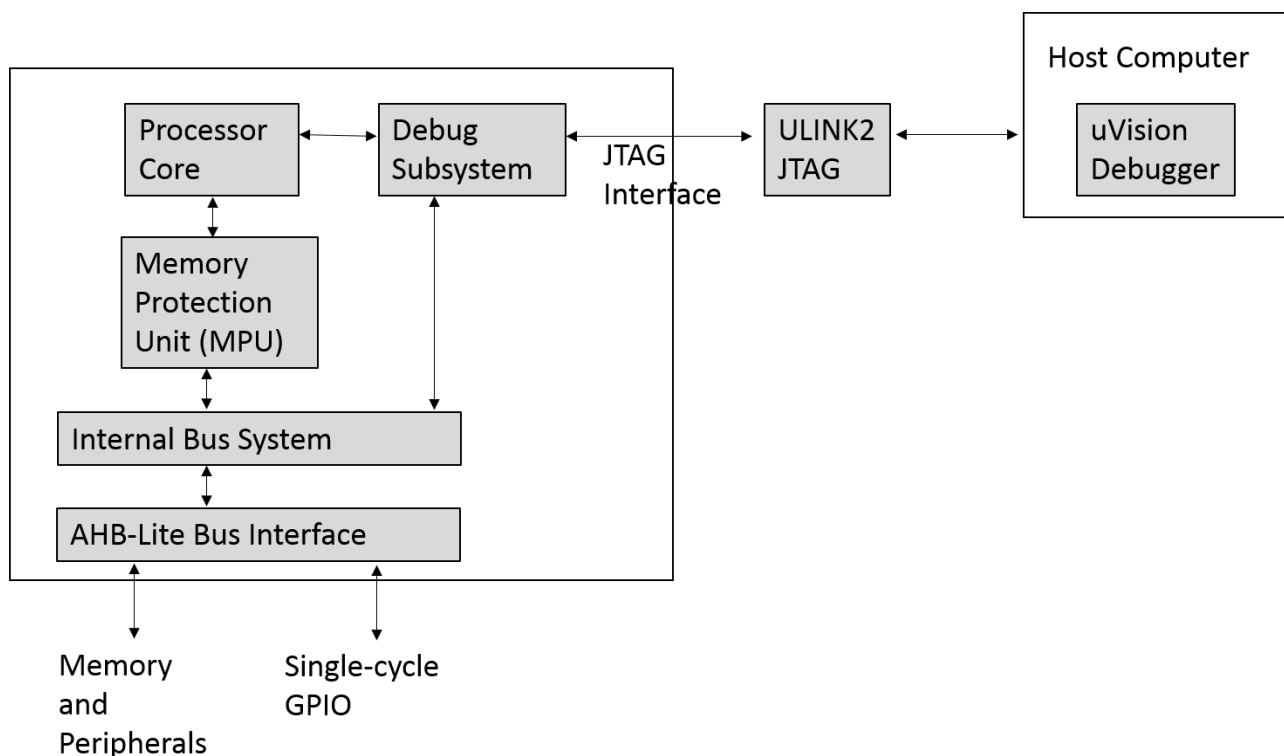 Host Computer
Processor
Core
Debug
Subsystem
JTAG
Interface
ULINK2
JTAG
uVision
Debugger
Memory
Protection
Unit (MPU)
Internal Bus System
AHB-Lite Bus Interface
Memory
and
Peripherals
Single-cycle
GPIO